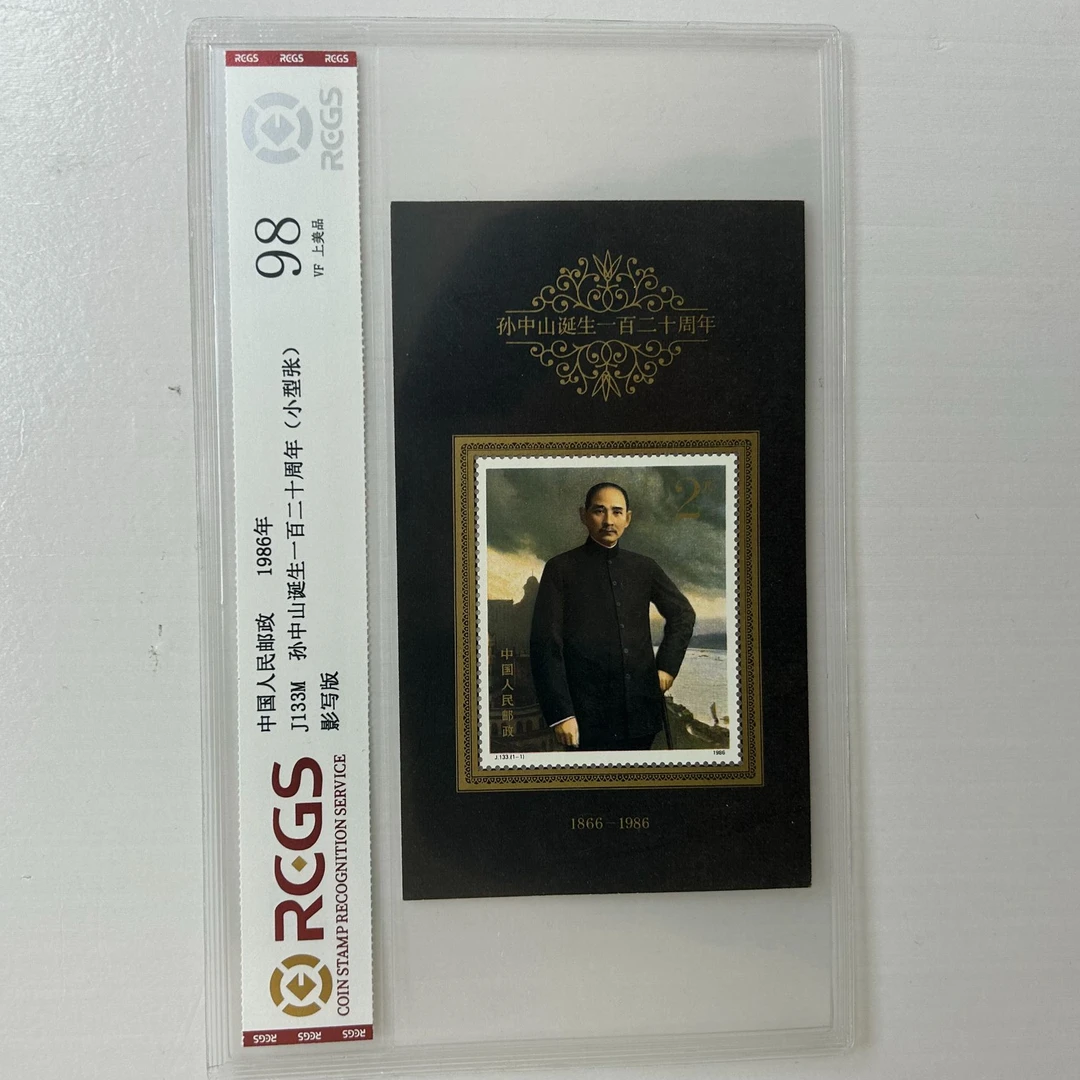 RCGS RCGS RCGS
RCGS
98
VF 上美品
中国人民邮政 1986年
J133M 孙中山诞生一百二十周年（小型张）
影写版
RCGS
COIN STAMP RECOGNITION SERVICE
RCGS RCGS RCGS
孙中山诞生一百二十周年
2元
中国人民邮政
J.133.(1-1) 1986
1866-1986